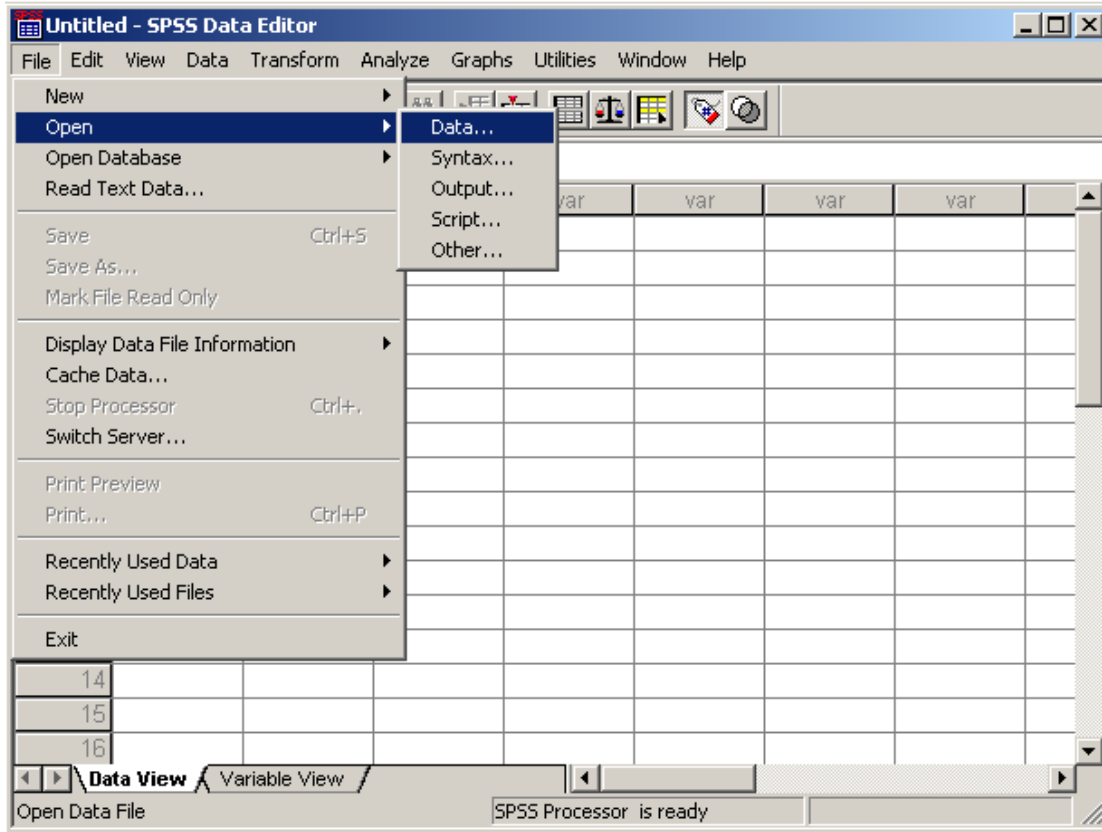 SPSS Untitled - SPSS Data Editor
File Edit View Data Transform Analyze Graphs Utilities Window Help
New
Open
Open Database
Read Text Data...
Save Ctrl+S
Save As...
Mark File Read Only
Display Data File Information
Cache Data...
Stop Processor Ctrl+.
Switch Server...
Print Preview
Print... Ctrl+P
Recently Used Data
Recently Used Files
Exit
Data...
Syntax...
Output...
Script...
Other...
var var var var
14
15
16
Data View Variable View
Open Data File SPSS Processor is ready